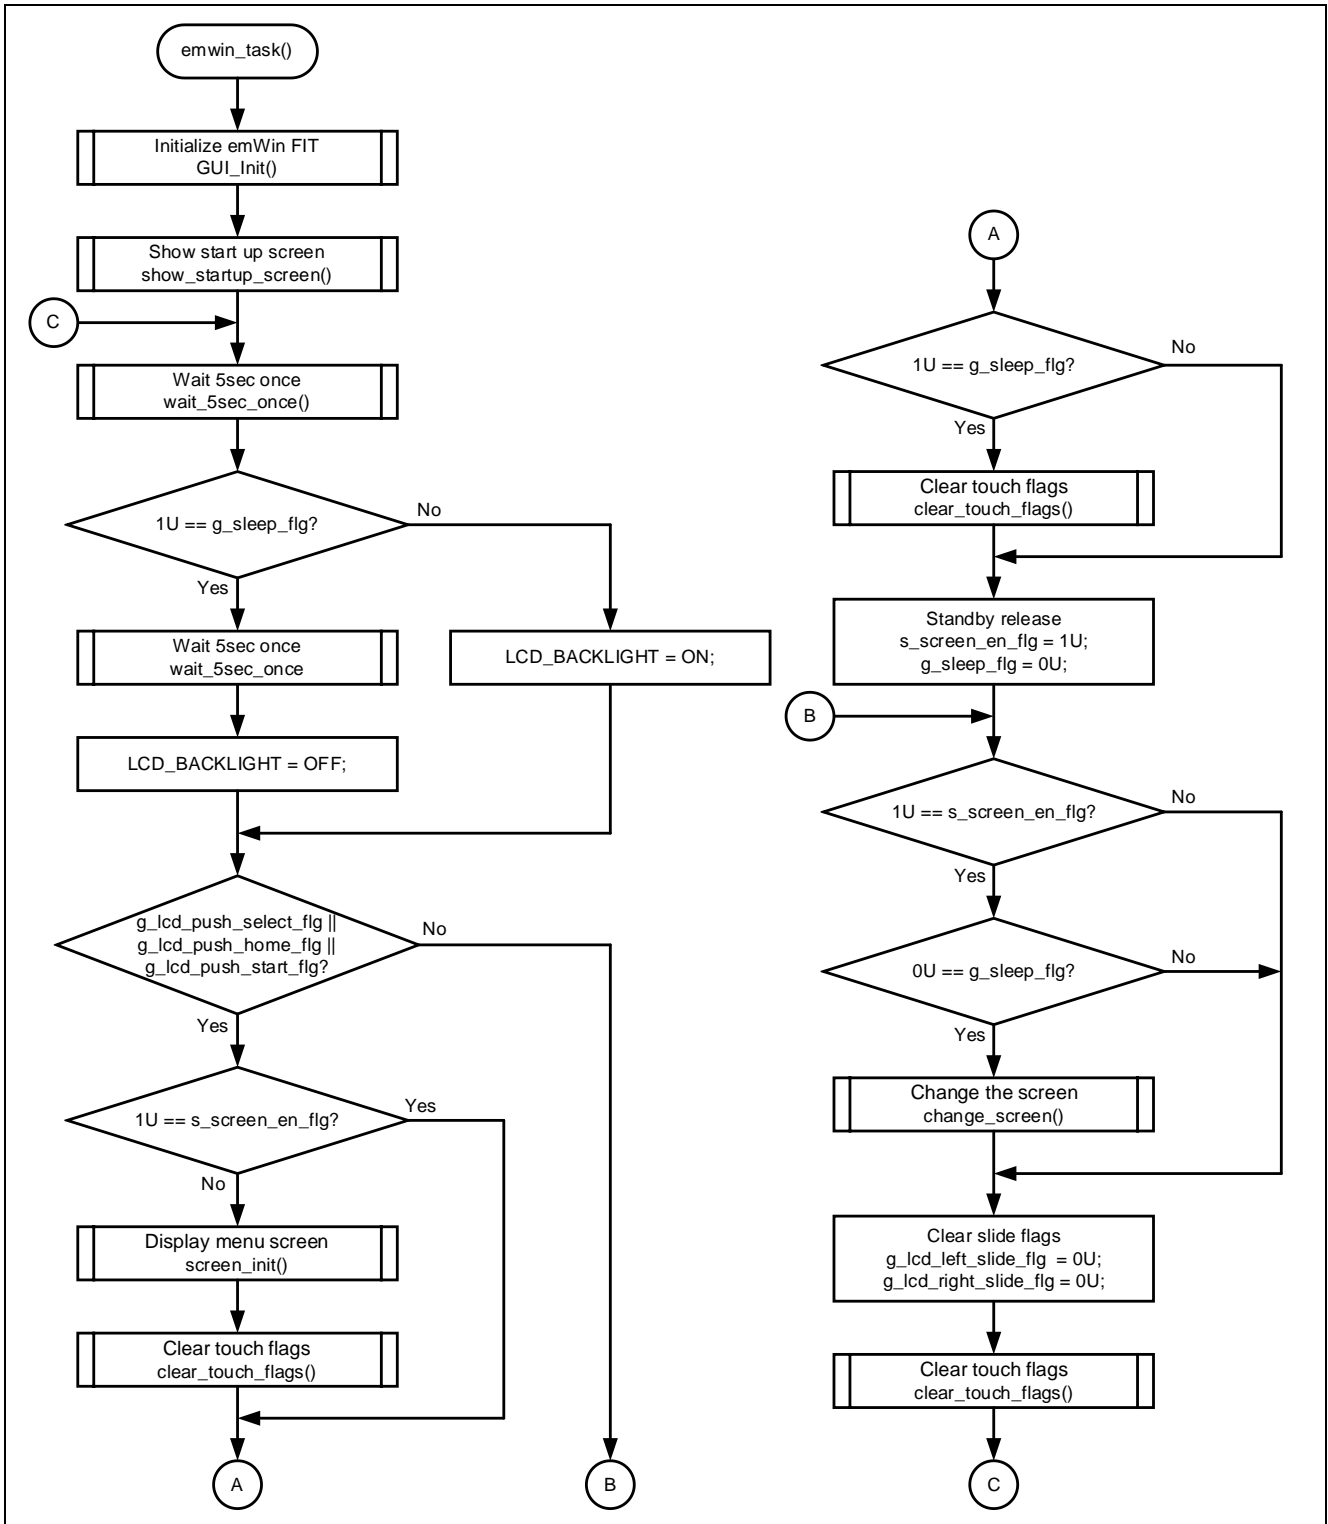 emwin_task()
Initialize emWin FIT
GUI_Init()
Show start up screen
show_startup_screen()
C
Wait 5sec once
wait_5sec_once()
1U == g_sleep_flg?
No
Yes
Wait 5sec once
wait_5sec_once
LCD_BACKLIGHT = ON;
LCD_BACKLIGHT = OFF;
g_lcd_push_select_flg ||
g_lcd_push_home_flg ||
g_lcd_push_start_flg?
No
Yes
1U == s_screen_en_flg?
Yes
No
Display menu screen
screen_init()
Clear touch flags
clear_touch_flags()
A
B
A
1U == g_sleep_flg?
No
Yes
Clear touch flags
clear_touch_flags()
Standby release
s_screen_en_flg = 1U;
g_sleep_flg = 0U;
B
1U == s_screen_en_flg?
No
Yes
0U == g_sleep_flg?
No
Yes
Change the screen
change_screen()
Clear slide flags
g_lcd_left_slide_flg  = 0U;
g_lcd_right_slide_flg = 0U;
Clear touch flags
clear_touch_flags()
C